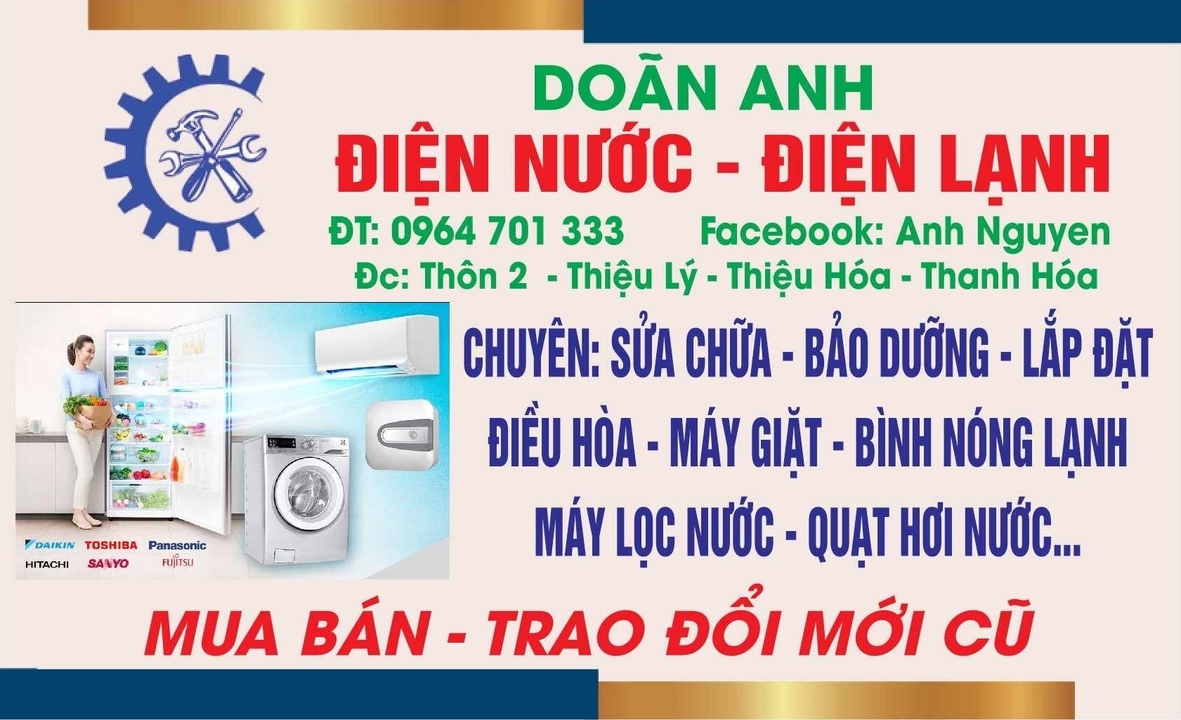 DOÃN ANH
ĐIỆN NƯỚC - ĐIỆN LẠNH
ĐT: 0964 701 333 Facebook: Anh Nguyen
Đc: Thôn 2 - Thiệu Lý - Thiệu Hóa - Thanh Hóa
CHUYÊN: SỬA CHỮA - BẢO DƯỠNG - LẮP ĐẶT
ĐIỀU HÒA - MÁY GIẶT - BÌNH NÓNG LẠNH
MÁY LỌC NƯỚC - QUẠT HƠI NƯỚC...
DAIKIN TOSHIBA Panasonic
HITACHI SANYO FUJITSU
MUA BÁN - TRAO ĐỔI MỚI CŨ